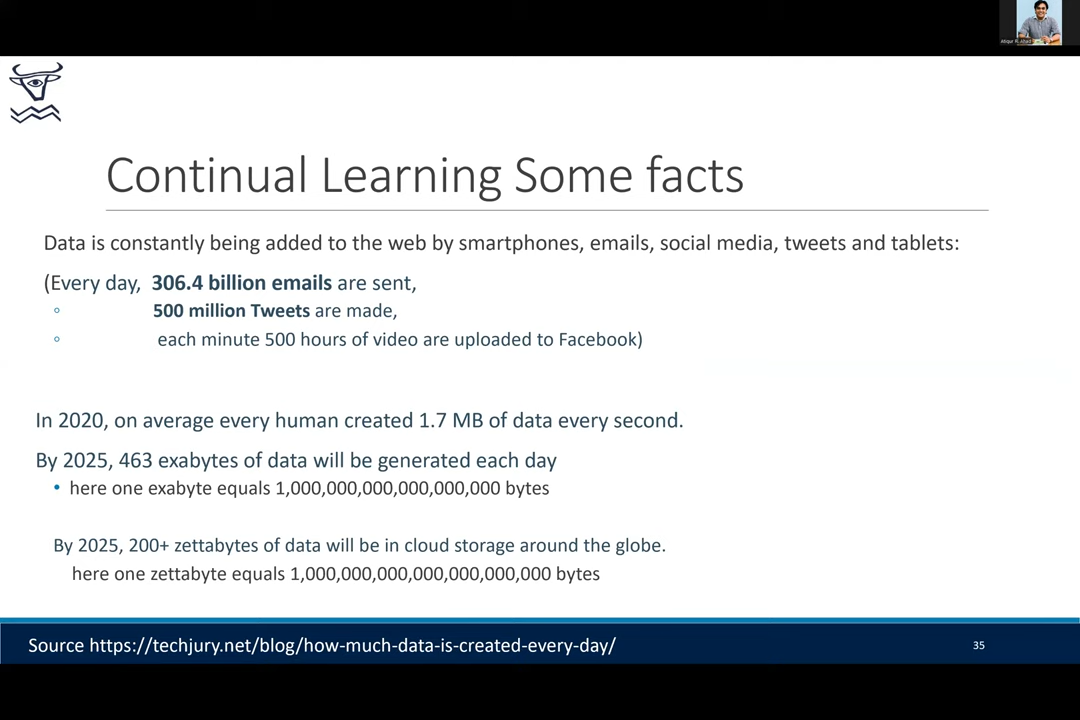 Atiqur R. Ahad
Continual Learning Some facts
Data is constantly being added to the web by smartphones, emails, social media, tweets and tablets:
(Every day, 306.4 billion emails are sent,
◦ 500 million Tweets are made,
◦ each minute 500 hours of video are uploaded to Facebook)
In 2020, on average every human created 1.7 MB of data every second.
By 2025, 463 exabytes of data will be generated each day
• here one exabyte equals 1,000,000,000,000,000,000 bytes
By 2025, 200+ zettabytes of data will be in cloud storage around the globe.
here one zettabyte equals 1,000,000,000,000,000,000,000 bytes
Source https://techjury.net/blog/how-much-data-is-created-every-day/
35